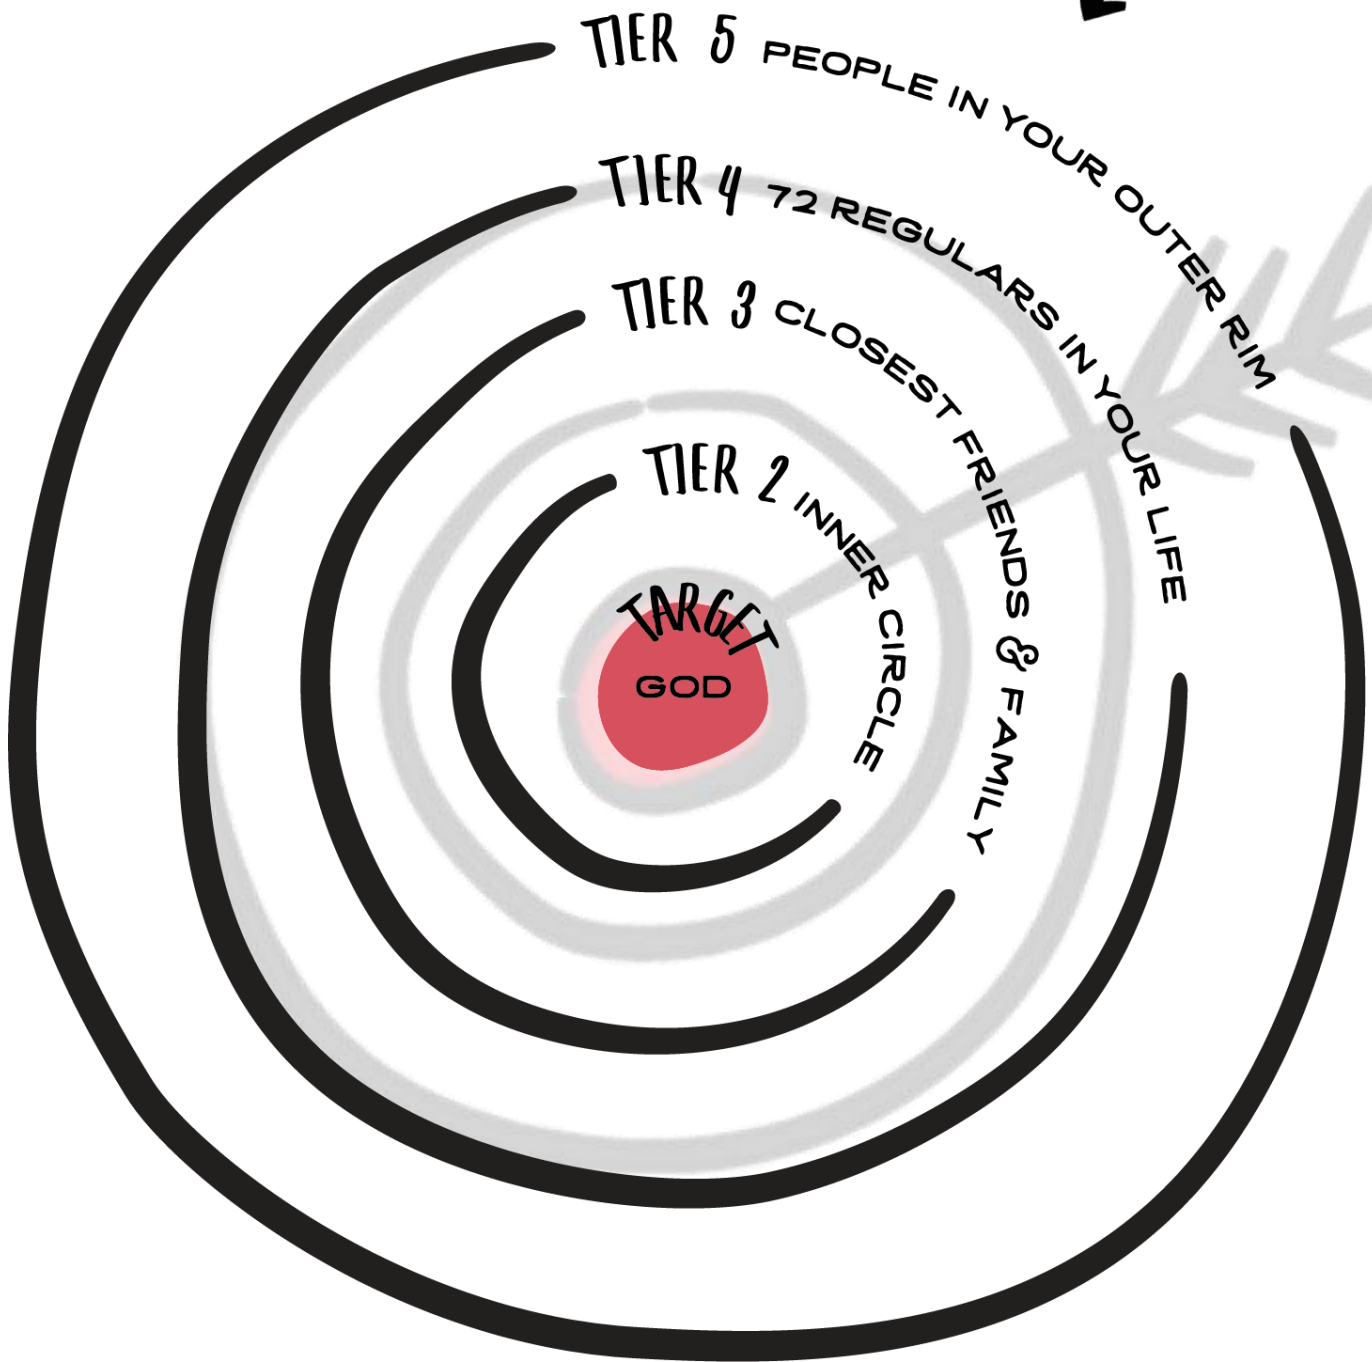 TIER 5 PEOPLE IN YOUR OUTER RIM
TIER 4 72 REGULARS IN YOUR LIFE
TIER 3 CLOSEST FRIENDS & FAMILY
TIER 2 INNER CIRCLE
TARGET
GOD